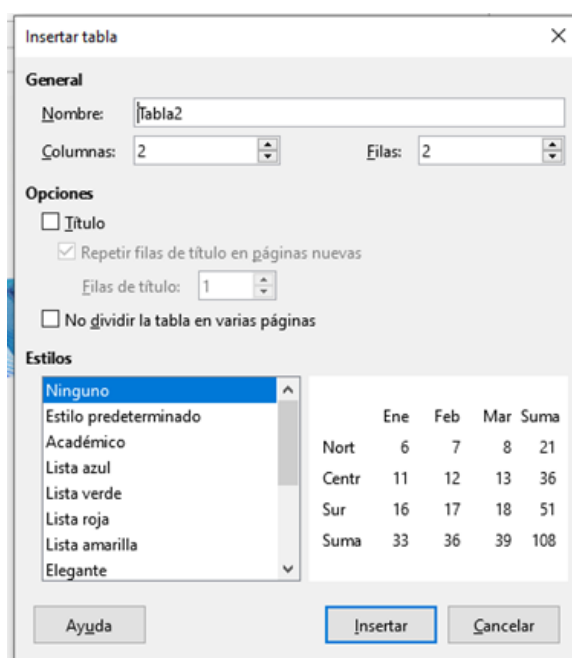 Insertar tabla
General
Nombre: Tabla2
Columnas: 2 Filas: 2
Opciones
Título
Repetir filas de título en páginas nuevas
Filas de título: 1
No dividir la tabla en varias páginas
Estilos
Ninguno
Estilo predeterminado
Académico
Lista azul
Lista verde
Lista roja
Lista amarilla
Elegante
Ene Feb Mar Suma
Nort 6 7 8 21
Centr 11 12 13 36
Sur 16 17 18 51
Suma 33 36 39 108
Ayuda Insertar Cancelar